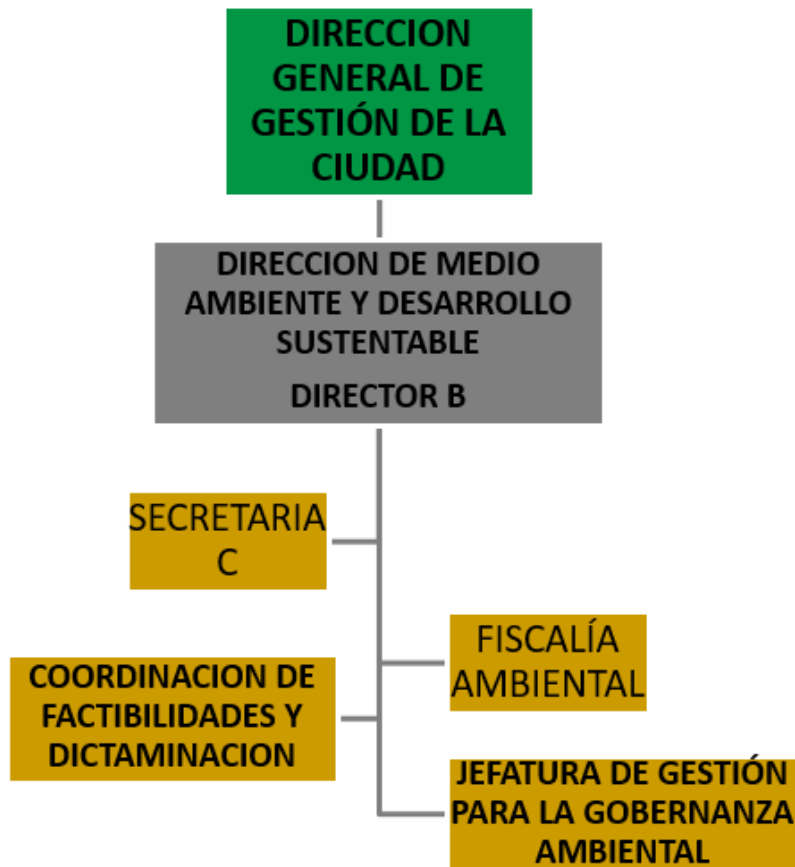 DIRECCION
GENERAL DE
GESTIÓN DE LA
CIUDAD
DIRECCION DE MEDIO
AMBIENTE Y DESARROLLO
SUSTENTABLE
DIRECTOR B
SECRETARIA
C
FISCALÍA
AMBIENTAL
COORDINACION DE
FACTIBILIDADES Y
DICTAMINACION
JEFATURA DE GESTIÓN
PARA LA GOBERNANZA
AMBIENTAL